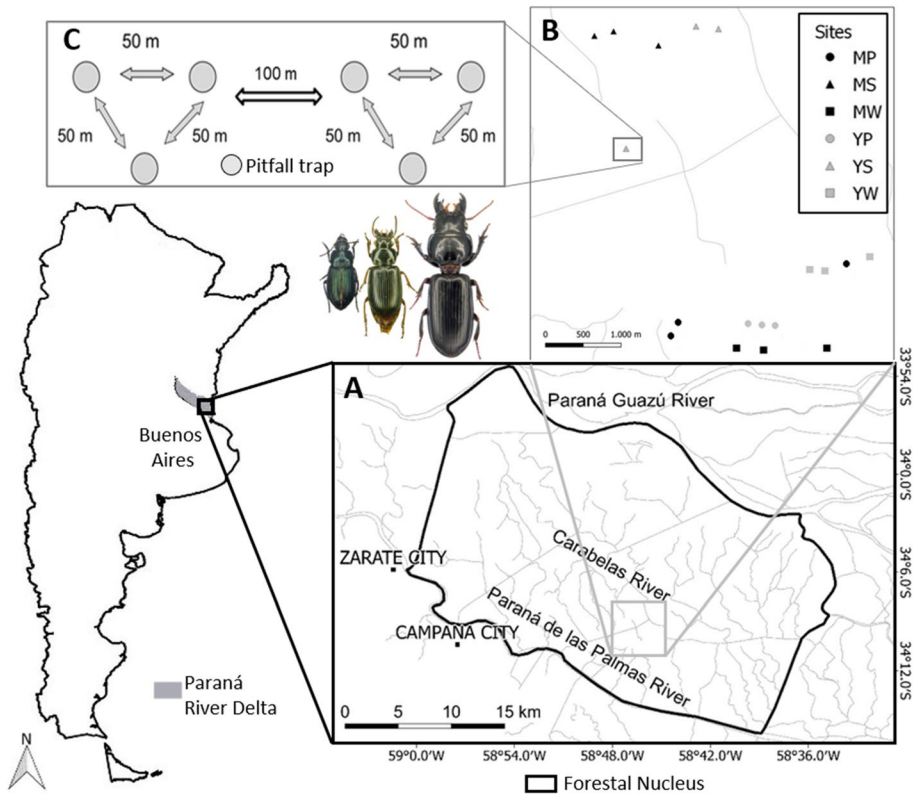 C
50 m
50 m
100 m
50 m
50 m
50 m
50 m
Pitfall trap
B
Sites
MP
MS
MW
YP
YS
YW
0 500 1.000 m
Buenos
Aires
Paraná
River Delta
N
A
Paraná Guazú River
Carabelas River
Paraná de las Palmas River
ZARATE CITY
CAMPANA CITY
0 5 10 15 km
33°54.0'S
34°0.0'S
34°6.0'S
34°12.0'S
59°0.0'W
58°54.0'W
58°48.0'W
58°42.0'W
58°36.0'W
Forestal Nucleus